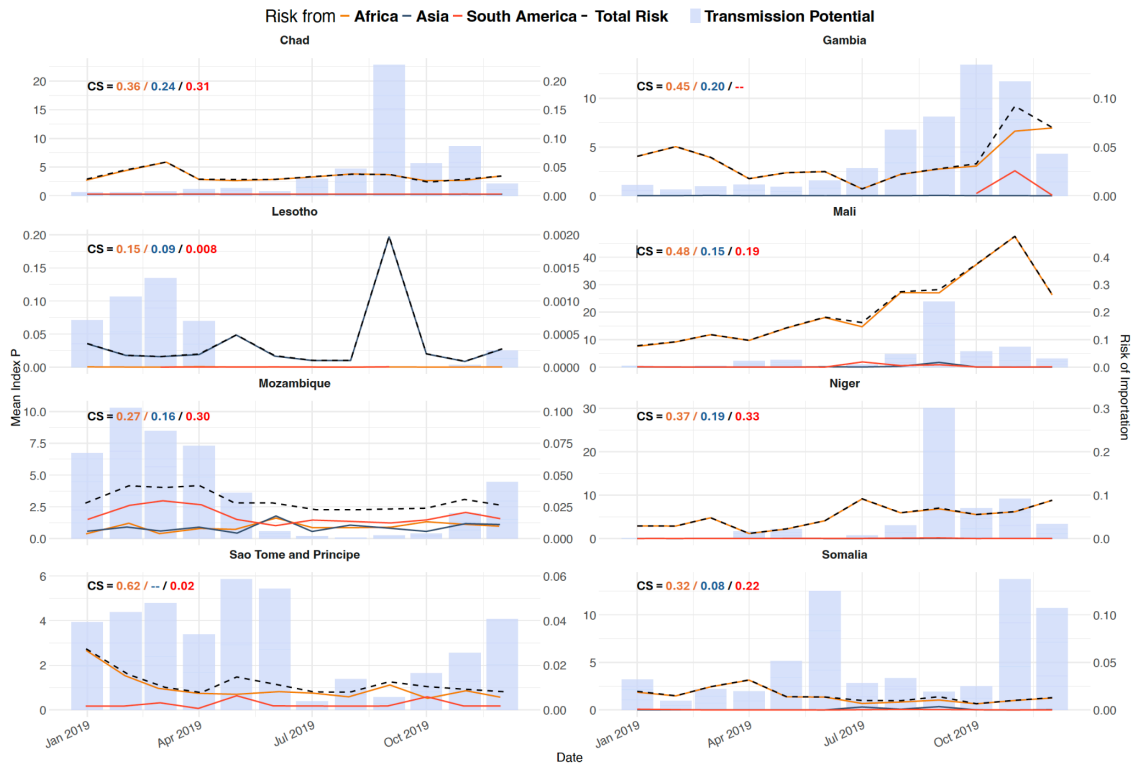 Risk from Africa Asia South America Total Risk Transmission Potential
Chad
Gambia
20
15
10
5
0
CS = 0.36 / 0.24 / 0.31
0.20
0.15
0.10
0.05
0.00
10
5
0
CS = 0.45 / 0.20 / --
0.10
0.05
0.00
Lesotho
Mali
0.20
0.15
0.10
0.05
0.00
CS = 0.15 / 0.09 / 0.008
0.0020
0.0015
0.0010
0.0005
0.0000
40
30
20
10
0
CS = 0.48 / 0.15 / 0.19
0.4
0.3
0.2
0.1
0.0
Mean Index P
Risk of Importation
Mozambique
Niger
10.0
7.5
5.0
2.5
0.0
CS = 0.27 / 0.16 / 0.30
0.100
0.075
0.050
0.025
0.000
30
20
10
0
CS = 0.37 / 0.19 / 0.33
0.3
0.2
0.1
0.0
Sao Tome and Principe
Somalia
6
4
2
0
CS = 0.62 / -- / 0.02
0.06
0.04
0.02
0.00
10
5
0
CS = 0.32 / 0.08 / 0.22
0.10
0.05
0.00
Jan 2019
Apr 2019
Jul 2019
Oct 2019
Jan 2019
Apr 2019
Jul 2019
Oct 2019
Date